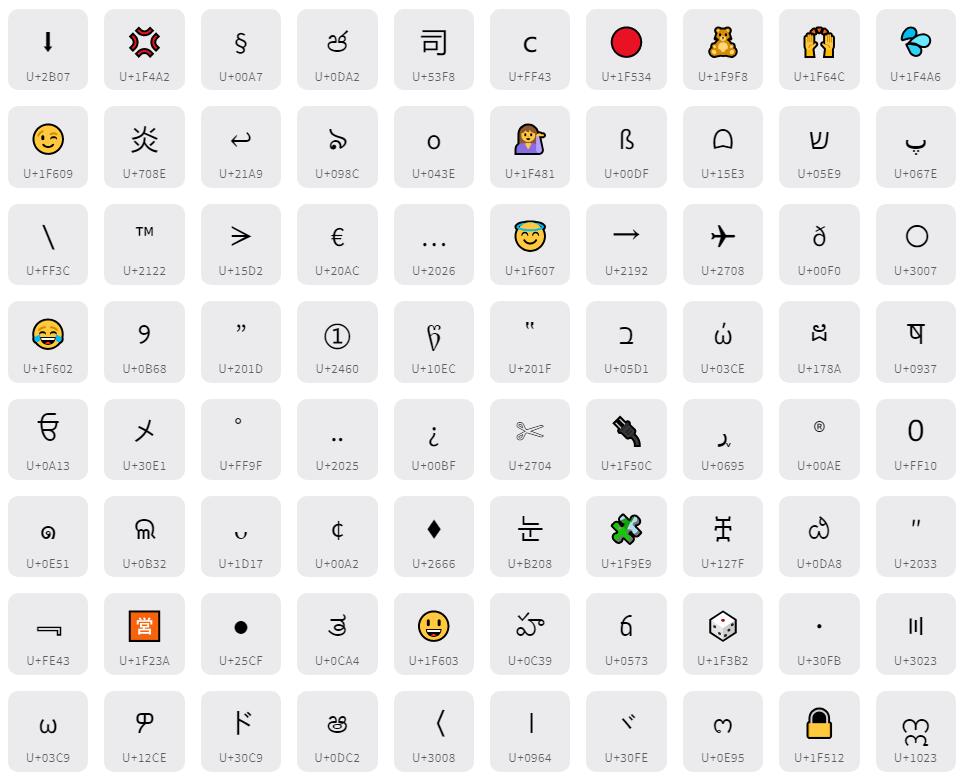 ⬇ 💢 § ජ 司 ｃ 🔴 🧸 🙌 💦
U+2B07 U+1F4A2 U+00A7 U+0DA2 U+53F8 U+FF43 U+1F534 U+1F9F8 U+1F64C U+1F4A6
😉 炎 ↩ ঌ о 💁 ß ᗣ ש پ
U+1F609 U+708E U+21A9 U+098C U+043E U+1F481 U+00DF U+15E3 U+05E9 U+067E
＼ ™ ᗒ € … 😇 → ✈ ð 〇
U+FF3C U+2122 U+15D2 U+20AC U+2026 U+1F607 U+2192 U+2708 U+00F0 U+3007
😂 ୨ ” ① წ ‟ ב ώ ដ ष
U+1F602 U+0B68 U+201D U+2460 U+10EC U+201F U+05D1 U+03CE U+178A U+0937
ਓ メ ﾟ ‥ ¿ ✄ 🔌 ڕ ® ０
U+0A13 U+30E1 U+FF9F U+2025 U+00BF U+2704 U+1F50C U+0695 U+00AE U+FF10
๑ ଲ ᴗ ¢ ♦ 눈 🧩 ቿ ඨ ″
U+0E51 U+0B32 U+1D17 U+00A2 U+2666 U+B208 U+1F9E9 U+127F U+0DA8 U+2033
﹃ 🈺 ● ತ 😃 హ ճ 🎲 ・ 〣
U+FE43 U+1F23A U+25CF U+0CA4 U+1F603 U+0C39 U+0573 U+1F3B2 U+30FB U+3023
ω ዎ ド ෂ 〈 । ヾ ຕ 🔒 ဣ
U+03C9 U+12CE U+30C9 U+0DC2 U+3008 U+0964 U+30FE U+0E95 U+1F512 U+1023